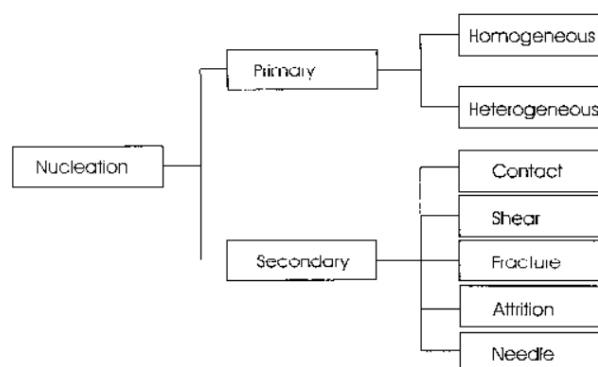 Homogeneous
Primary
Heterogeneous
Nucleation
Contact
Shear
Secondary
Fracture
Attrition
Needle